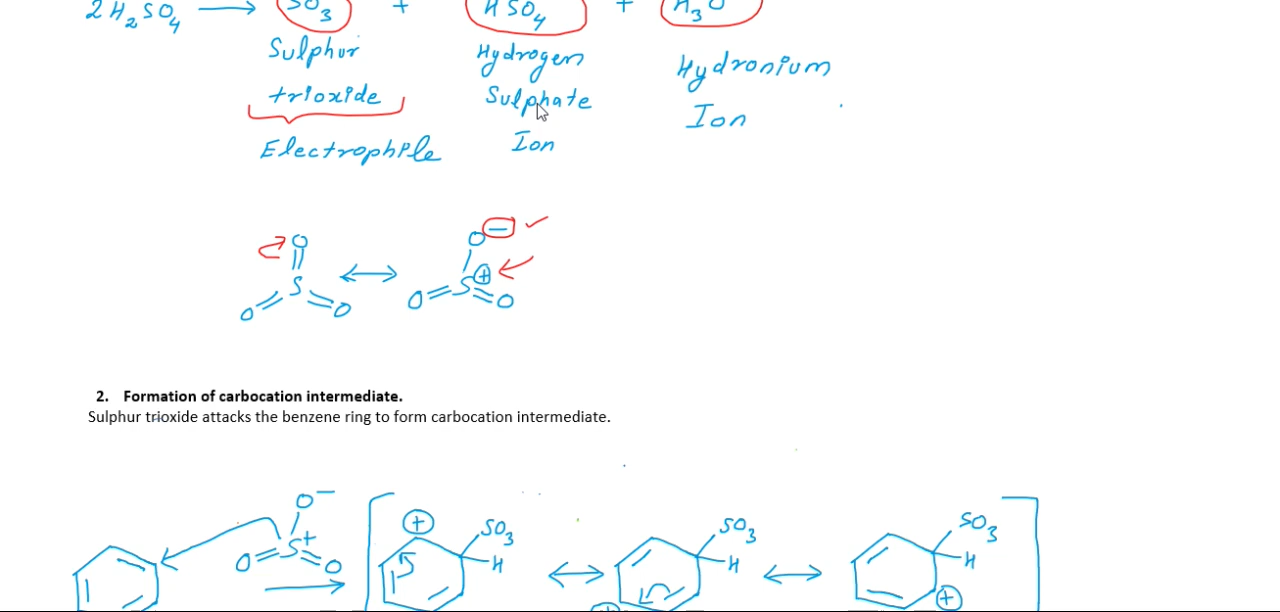 2H₂SO₄ ⟶ SO₃ + HSO₄ + H₃O
Sulphur Hydrogen Hydronium
trioxide Sulphate Ion
Electrophile Ion
O O −
S ⟷ S +
O O O O
2. Formation of carbocation intermediate.
Sulphur trioxide attacks the benzene ring to form carbocation intermediate.
O−
O S+ O
+ SO₃ H ⟷ SO₃ H ⟷ SO₃ H +